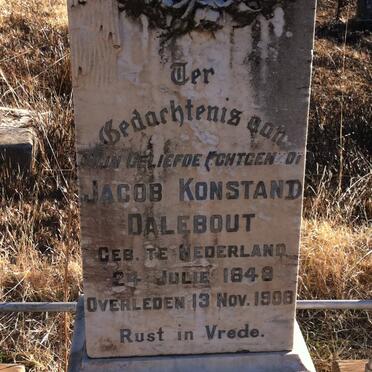 Ter
Gedachtenis van
Mijn Geliefde Echtgenoot
Jacob Konstand
Dalebout
Geb. te Nederland
24 Julie 1849
Overleden 13 Nov. 1908
Rust in Vrede.